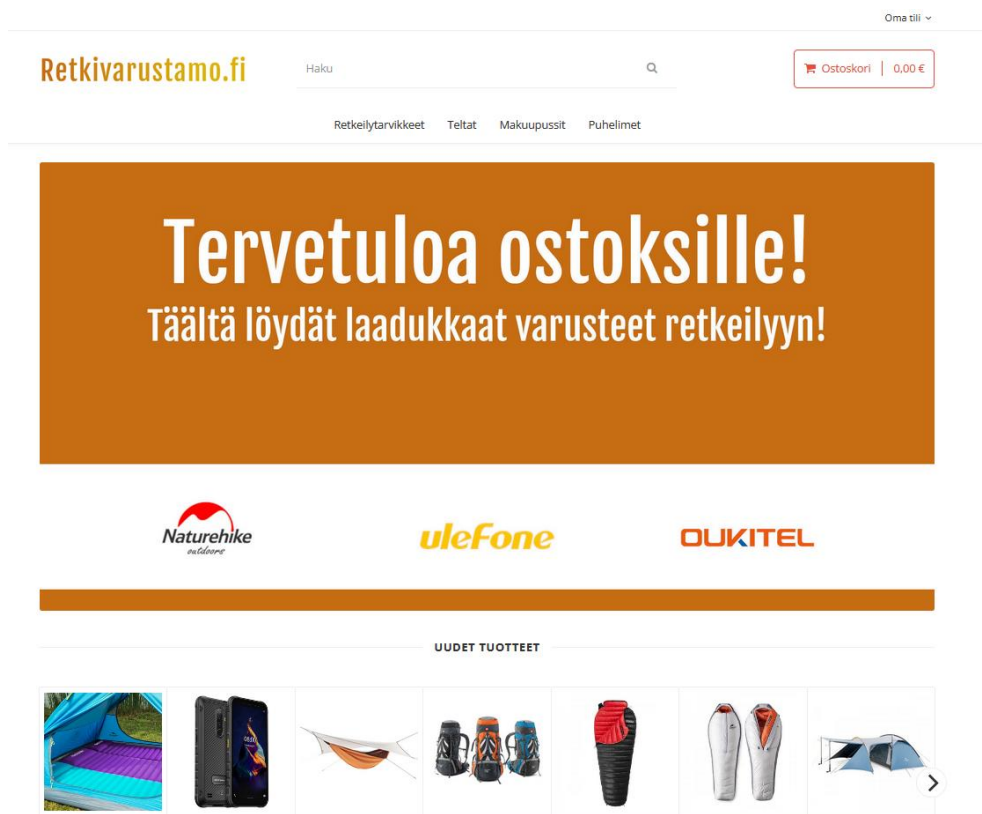 Oma tili
Retkivarustamo.fi
Haku
Ostoskori | 0,00 €
Retkeilytarvikkeet Teltat Makuupussit Puhelimet
Tervetuloa ostoksille!
Täältä löydät laadukkaat varusteet retkeilyyn!
Naturehike
outdoors
uleFone
OUKITEL
UUDET TUOTTEET